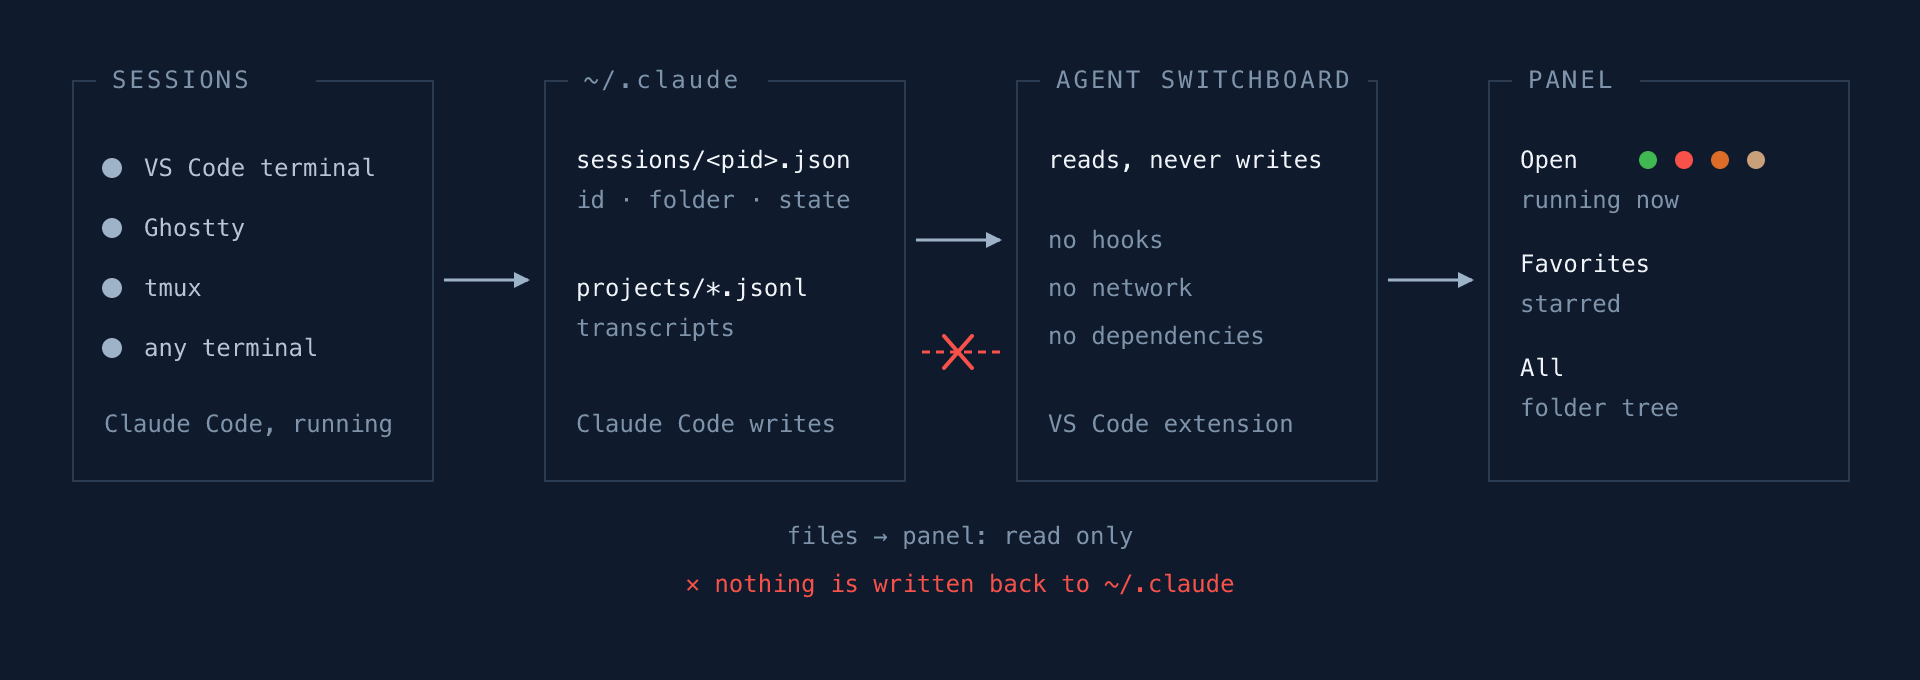 SESSIONS
VS Code terminal
Ghostty
tmux
any terminal
Claude Code, running
~/.claude
sessions/<pid>.json
id · folder · state
projects/*.jsonl
transcripts
Claude Code writes
AGENT SWITCHBOARD
reads, never writes
no hooks
no network
no dependencies
VS Code extension
PANEL
Open
running now
Favorites
starred
All
folder tree
files → panel: read only
× nothing is written back to ~/.claude